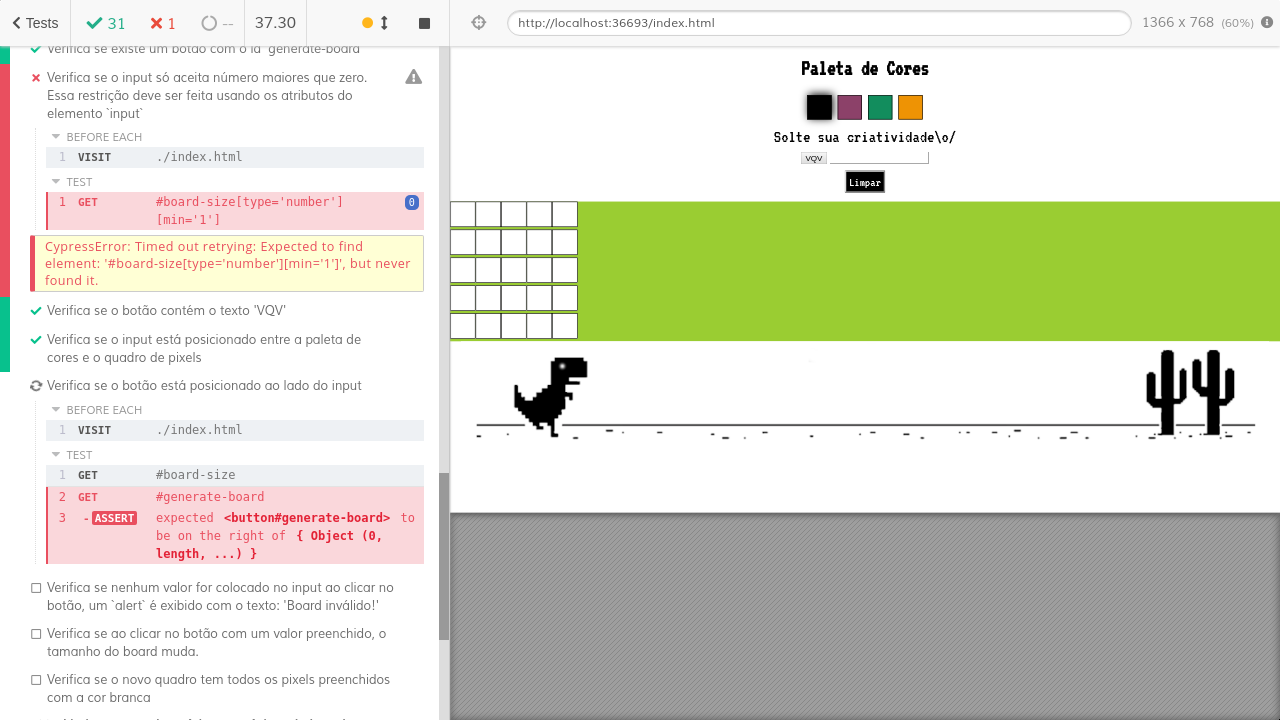 Tests
31
1
--
37.30
http://localhost:36693/index.html
1366 x 768 (60%)
Verifica se existe um botão com o id `generate-board`
Verifica se o input só aceita número maiores que zero.
Essa restrição deve ser feita usando os atributos do
elemento `input`
BEFORE EACH
1 VISIT ./index.html
TEST
1 GET #board-size[type='number'] 0
[min='1']
CypressError: Timed out retrying: Expected to find
element: '#board-size[type='number'][min='1']', but never
found it.
Verifica se o botão contém o texto 'VQV'
Verifica se o input está posicionado entre a paleta de
cores e o quadro de pixels
Verifica se o botão está posicionado ao lado do input
BEFORE EACH
1 VISIT ./index.html
TEST
1 GET #board-size
2 GET #generate-board
3 -ASSERT expected <button#generate-board> to
be on the right of { Object (0,
length, ...) }
Verifica se nenhum valor for colocado no input ao clicar no
botão, um `alert` é exibido com o texto: 'Board inválido!'
Verifica se ao clicar no botão com um valor preenchido, o
tamanho do board muda.
Verifica se o novo quadro tem todos os pixels preenchidos
com a cor branca
Paleta de Cores
Solte sua criatividade\o/
VQV
Limpar